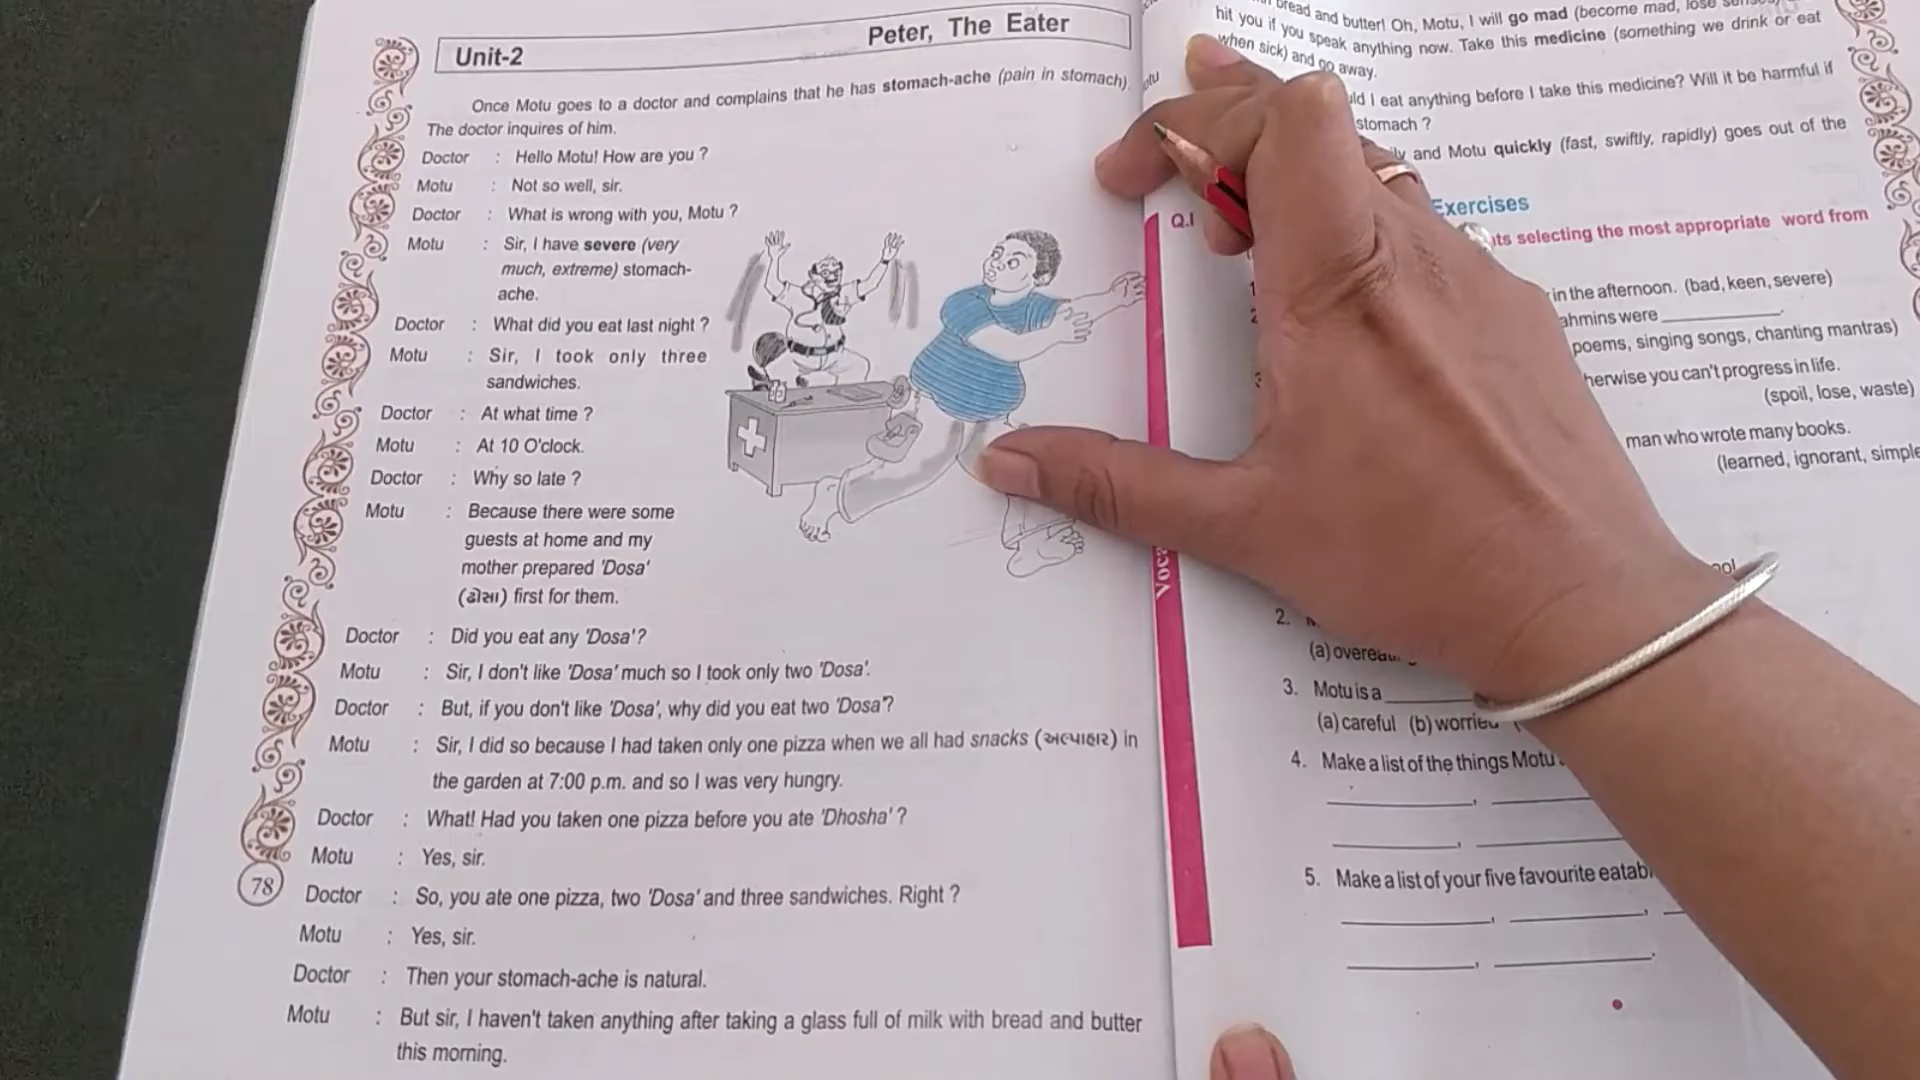 Unit-2
Peter, The Eater
Once Motu goes to a doctor and complains that he has stomach-ache (pain in stomach).
The doctor inquires of him.
Doctor : Hello Motu! How are you ?
Motu : Not so well, sir.
Doctor : What is wrong with you, Motu ?
Motu : Sir, I have severe (very
much, extreme) stomach-
ache.
Doctor : What did you eat last night ?
Motu : Sir, I took only three
sandwiches.
Doctor : At what time ?
Motu : At 10 O'clock.
Doctor : Why so late ?
Motu : Because there were some
guests at home and my
mother prepared 'Dosa'
(ઢોસા) first for them.
Doctor : Did you eat any 'Dosa'?
Motu : Sir, I don't like 'Dosa' much so I took only two 'Dosa'.
Doctor : But, if you don't like 'Dosa', why did you eat two 'Dosa'?
Motu : Sir, I did so because I had taken only one pizza when we all had snacks (અલ્પાહાર) in
the garden at 7:00 p.m. and so I was very hungry.
Doctor : What! Had you taken one pizza before you ate 'Dhosha' ?
Motu : Yes, sir.
78
Doctor : So, you ate one pizza, two 'Dosa' and three sandwiches. Right ?
Motu : Yes, sir.
Doctor : Then your stomach-ache is natural.
Motu : But sir, I haven't taken anything after taking a glass full of milk with bread and butter
this morning.
bread and butter! Oh, Motu, I will go mad (become mad, lose
hit you if you speak anything now. Take this medicine (something we drink or eat
when sick) and go away.
I eat anything before I take this medicine? Will it be harmful if
stomach ?
and Motu quickly (fast, swiftly, rapidly) goes out of the
Exercises
Q.I
selecting the most appropriate word from
in the afternoon. (bad, keen, severe)
were ____________.
poems, singing songs, chanting mantras)
you can't progress in life.
(spoil, lose, waste)
man who wrote many books.
(learned, ignorant, simple
2.
(a)
3. Motu is a ________
(a) careful (b)
4. Make a list of the things Motu
5. Make a list of your five favourite